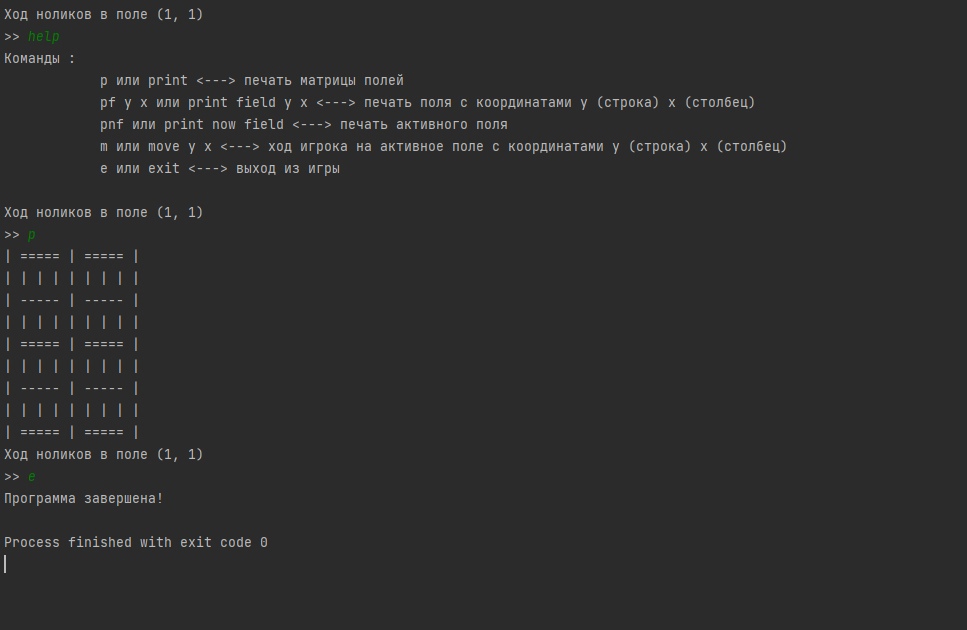 Ход ноликов в поле (1, 1)
>> help
Команды :
            p или print <---> печать матрицы полей
            pf y x или print field y x <---> печать поля с координатами y (строка) x (столбец)
            pnf или print now field <---> печать активного поля
            m или move y x <---> ход игрока на активное поле с координатами y (строка) x (столбец)
            e или exit <---> выход из игры

Ход ноликов в поле (1, 1)
>> p
| ===== | ===== |
| | | | | | | | |
| ----- | ----- |
| | | | | | | | |
| ===== | ===== |
| | | | | | | | |
| ----- | ----- |
| | | | | | | | |
| ===== | ===== |
Ход ноликов в поле (1, 1)
>> e
Программа завершена!

Process finished with exit code 0